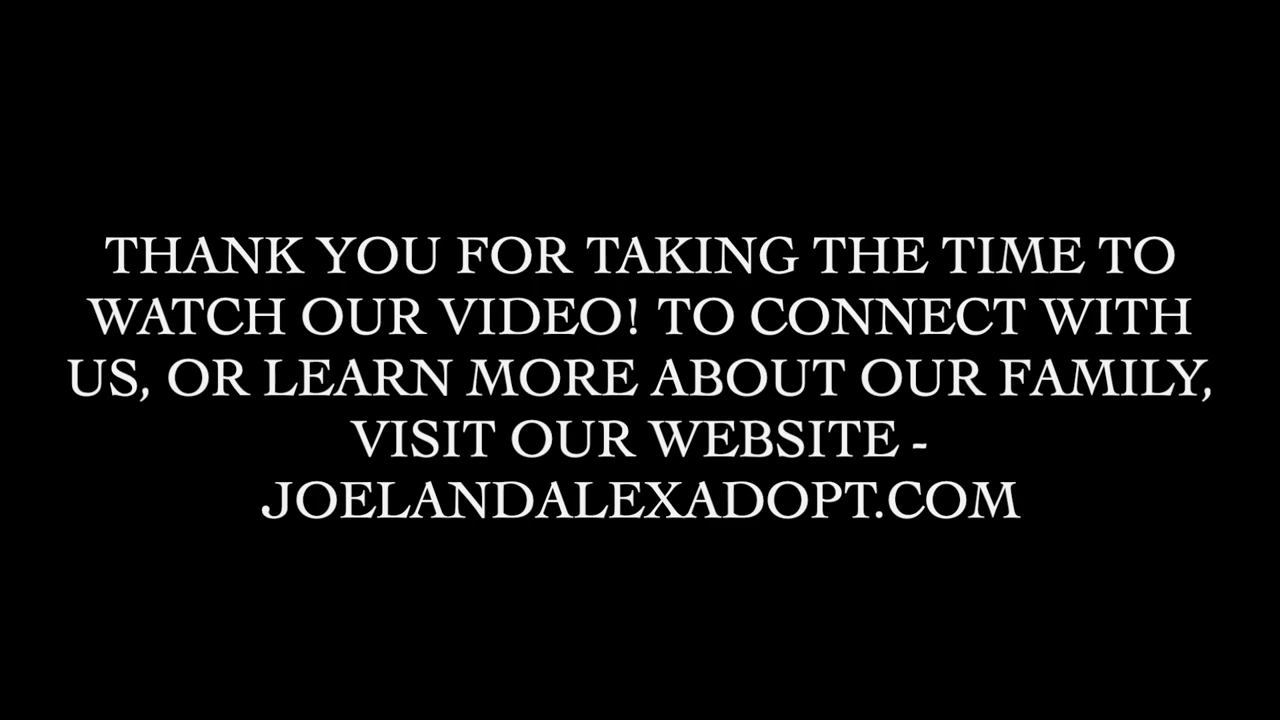 THANK YOU FOR TAKING THE TIME TO
WATCH OUR VIDEO! TO CONNECT WITH
US, OR LEARN MORE ABOUT OUR FAMILY,
VISIT OUR WEBSITE -
JOELANDALEXADOPT.COM